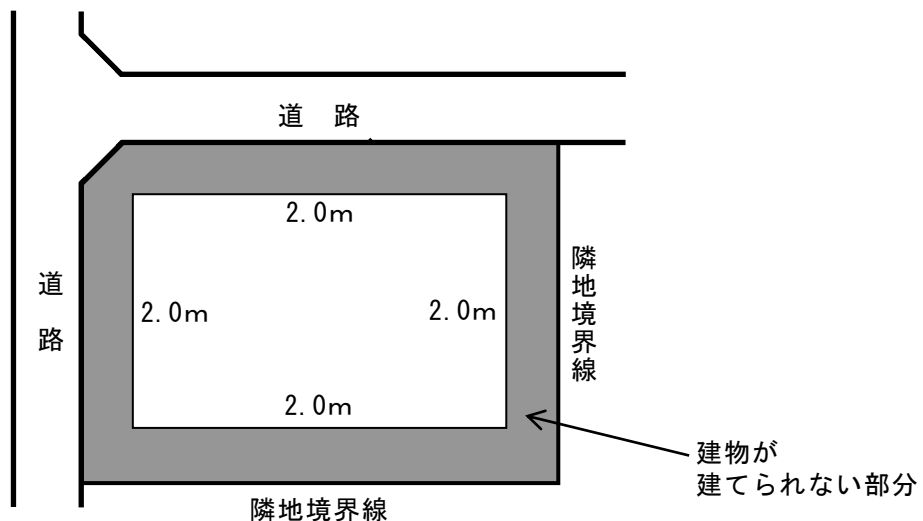 道　路
2.0ｍ
道
路
2.0ｍ
2.0ｍ
隣地境界線
2.0ｍ
建物が
建てられない部分
隣地境界線